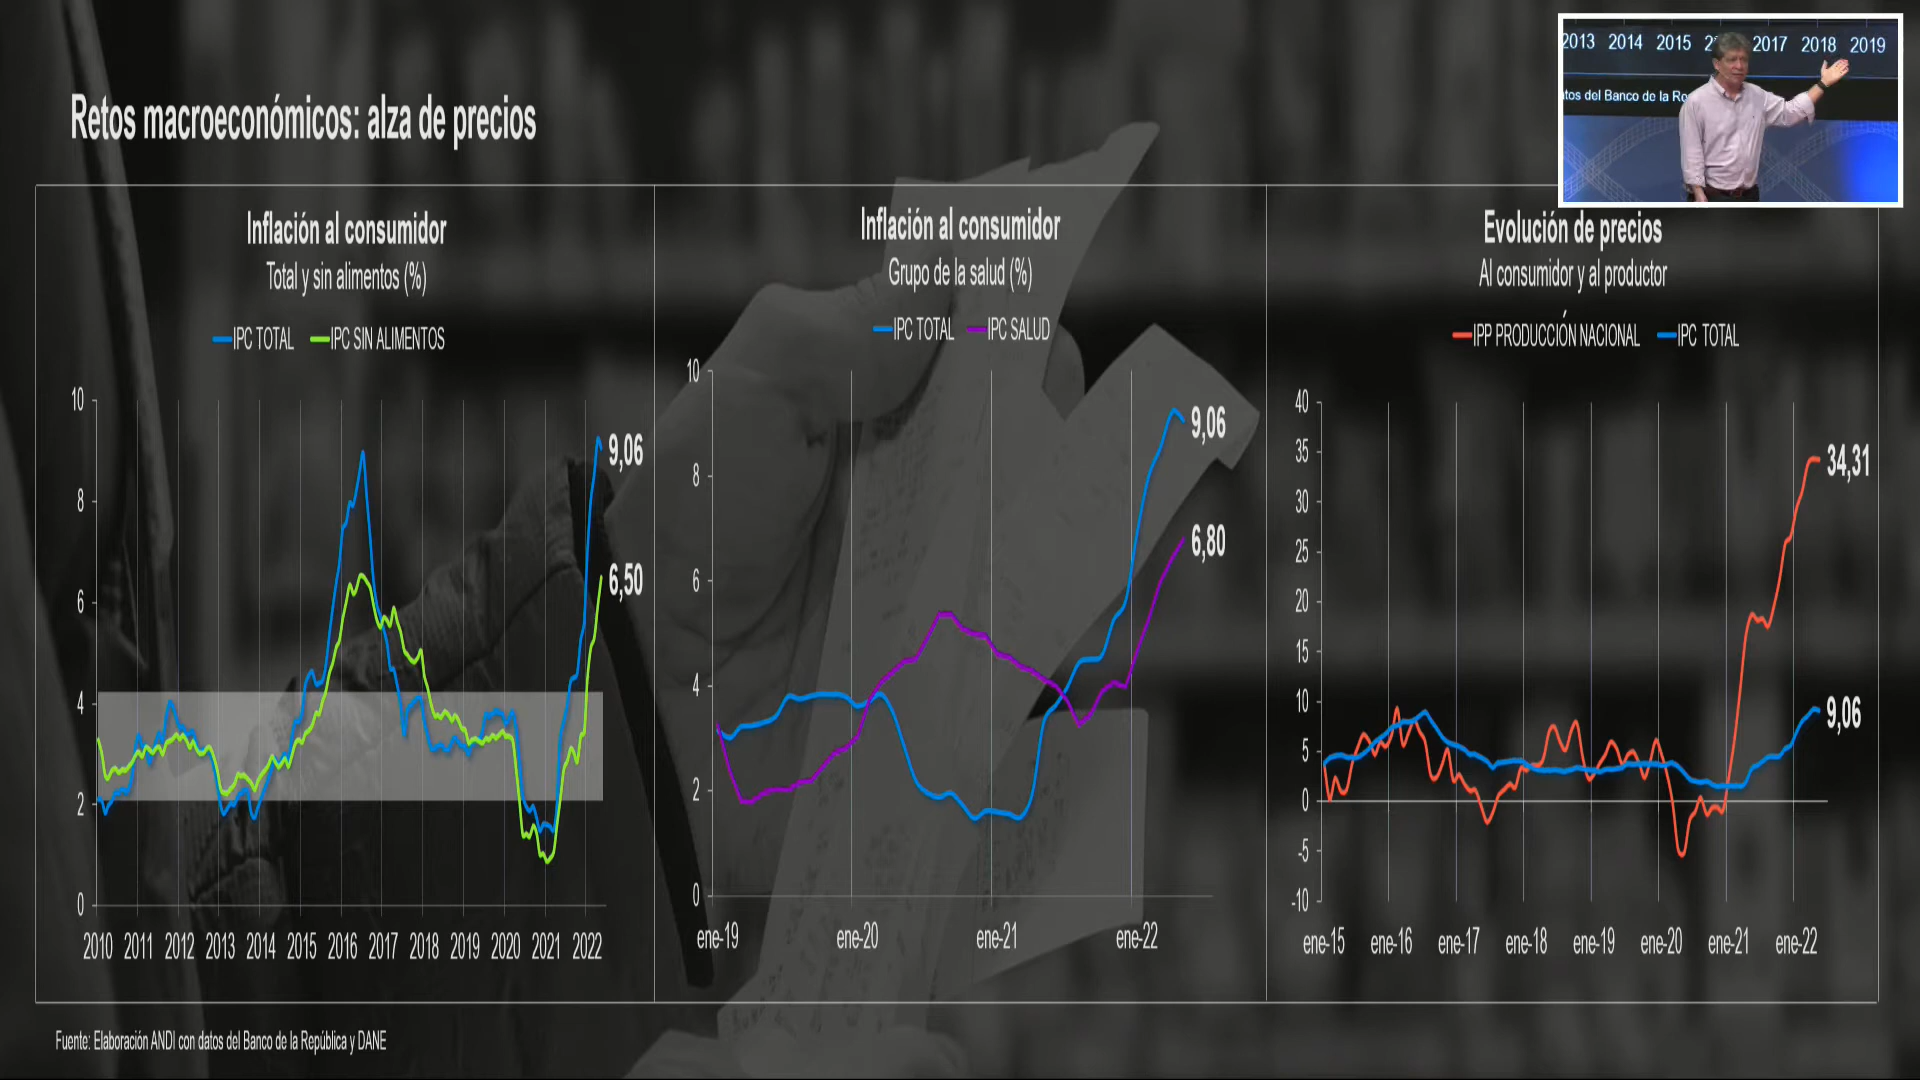 Retos macroeconómicos: alza de precios
2013 2014 2015 2017 2018 2019
tos del Banco de la Re
Inflación al consumidor
Total y sin alimentos (%)
IPC TOTAL IPC SIN ALIMENTOS
10
8
6
4
2
0
9,06
6,50
2010 2011 2012 2013 2014 2015 2016 2017 2018 2019 2020 2021 2022
Inflación al consumidor
Grupo de la salud (%)
IPC TOTAL IPC SALUD
10
8
6
4
2
0
9,06
6,80
ene-19 ene-20 ene-21 ene-22
Evolución de precios
Al consumidor y al productor
IPP PRODUCCIÓN NACIONAL IPC TOTAL
40
35
30
25
20
15
10
5
0
-5
-10
34,31
9,06
ene-15 ene-16 ene-17 ene-18 ene-19 ene-20 ene-21 ene-22
Fuente: Elaboración ANDI con datos del Banco de la República y DANE